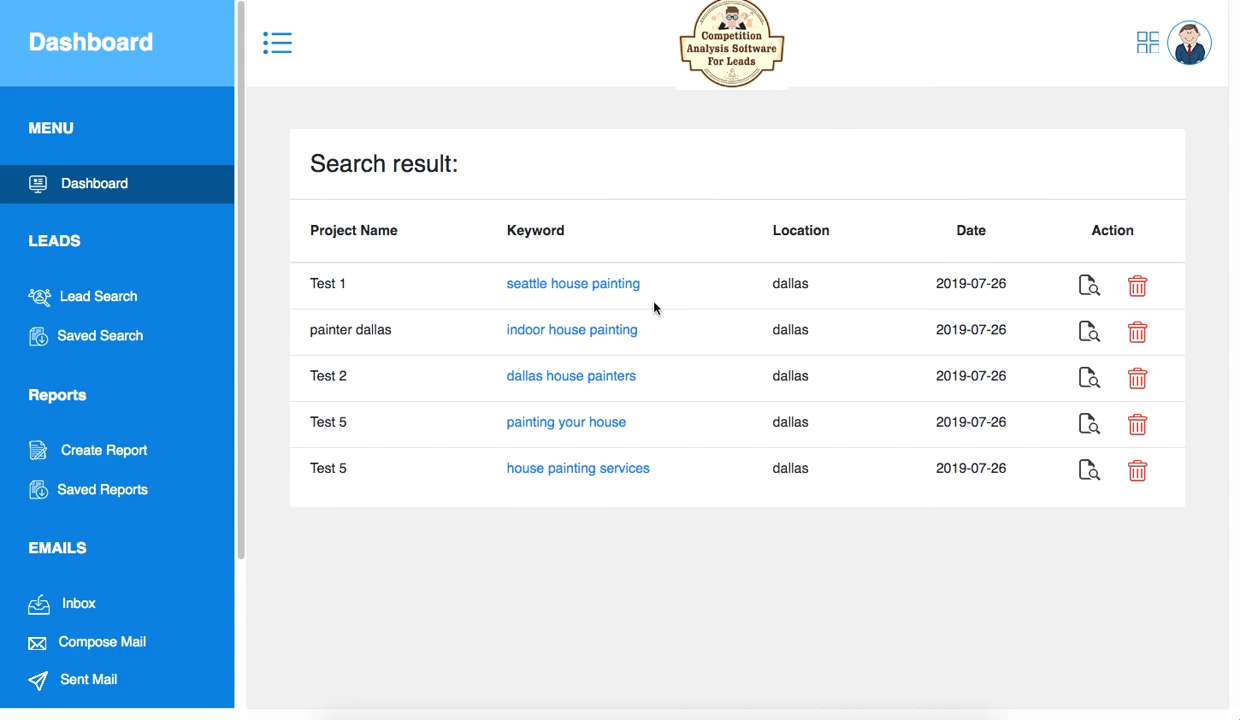 Dashboard
MENU
Dashboard
LEADS
Lead Search
Saved Search
Reports
Create Report
Saved Reports
EMAILS
Inbox
Compose Mail
Sent Mail
Competition
Analysis Software
For Leads
Search result:
Project Name Keyword Location Date Action
Test 1 seattle house painting dallas 2019-07-26
painter dallas indoor house painting dallas 2019-07-26
Test 2 dallas house painters dallas 2019-07-26
Test 5 painting your house dallas 2019-07-26
Test 5 house painting services dallas 2019-07-26